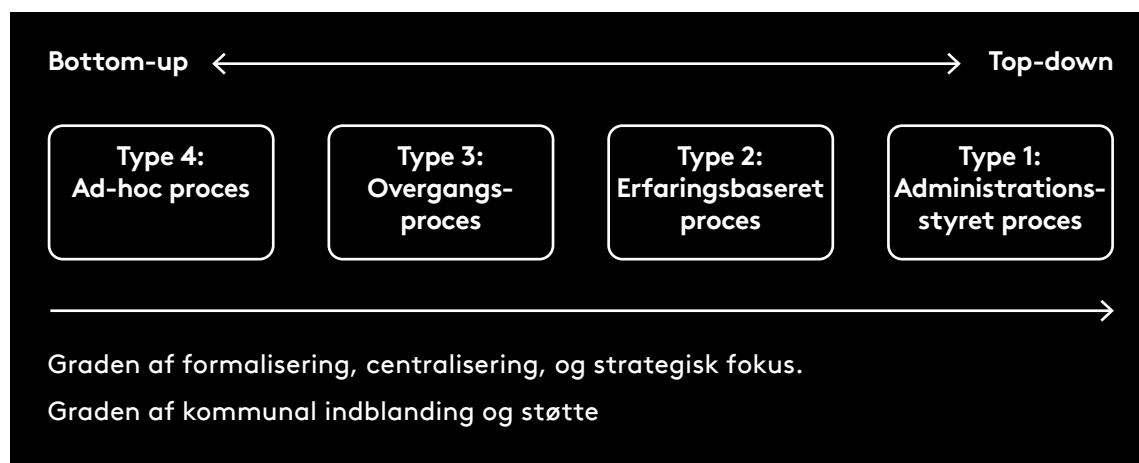 Bottom-up Top-down
Type 4:
Ad-hoc proces
Type 3:
Overgangs-
proces
Type 2:
Erfaringsbaseret
proces
Type 1:
Administrations-
styret proces
Graden af formalisering, centralisering, og strategisk fokus.
Graden af kommunal indblanding og støtte